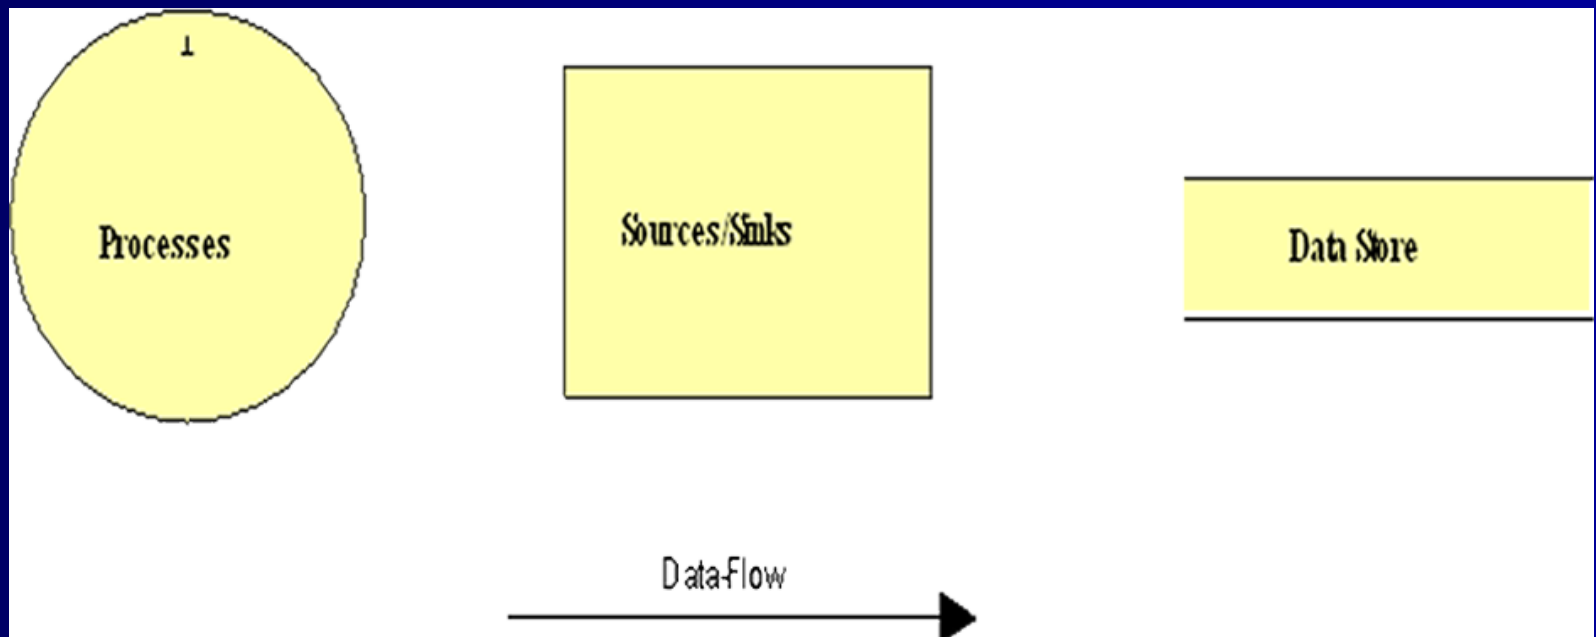 1
Processes
Sources/Sinks
Data Store
Data-Flow